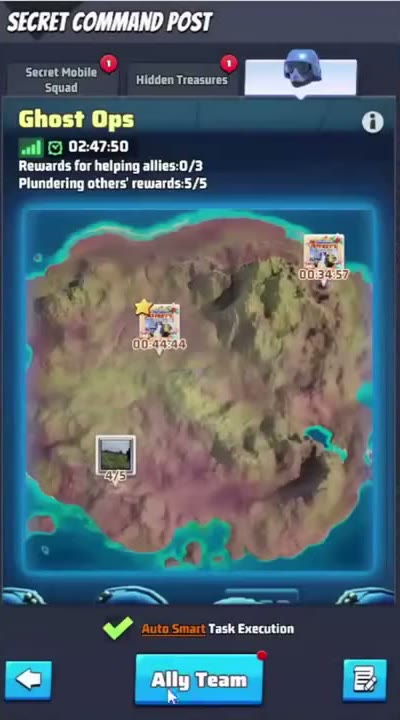 SECRET COMMAND POST
Secret Mobile
Squad
1
Hidden Treasures
1
Ghost Ops
02:47:50
Rewards for helping allies:0/3
Plundering others' rewards:5/5
00:34:57
00:44:44
4/5
Auto Smart Task Execution
Ally Team